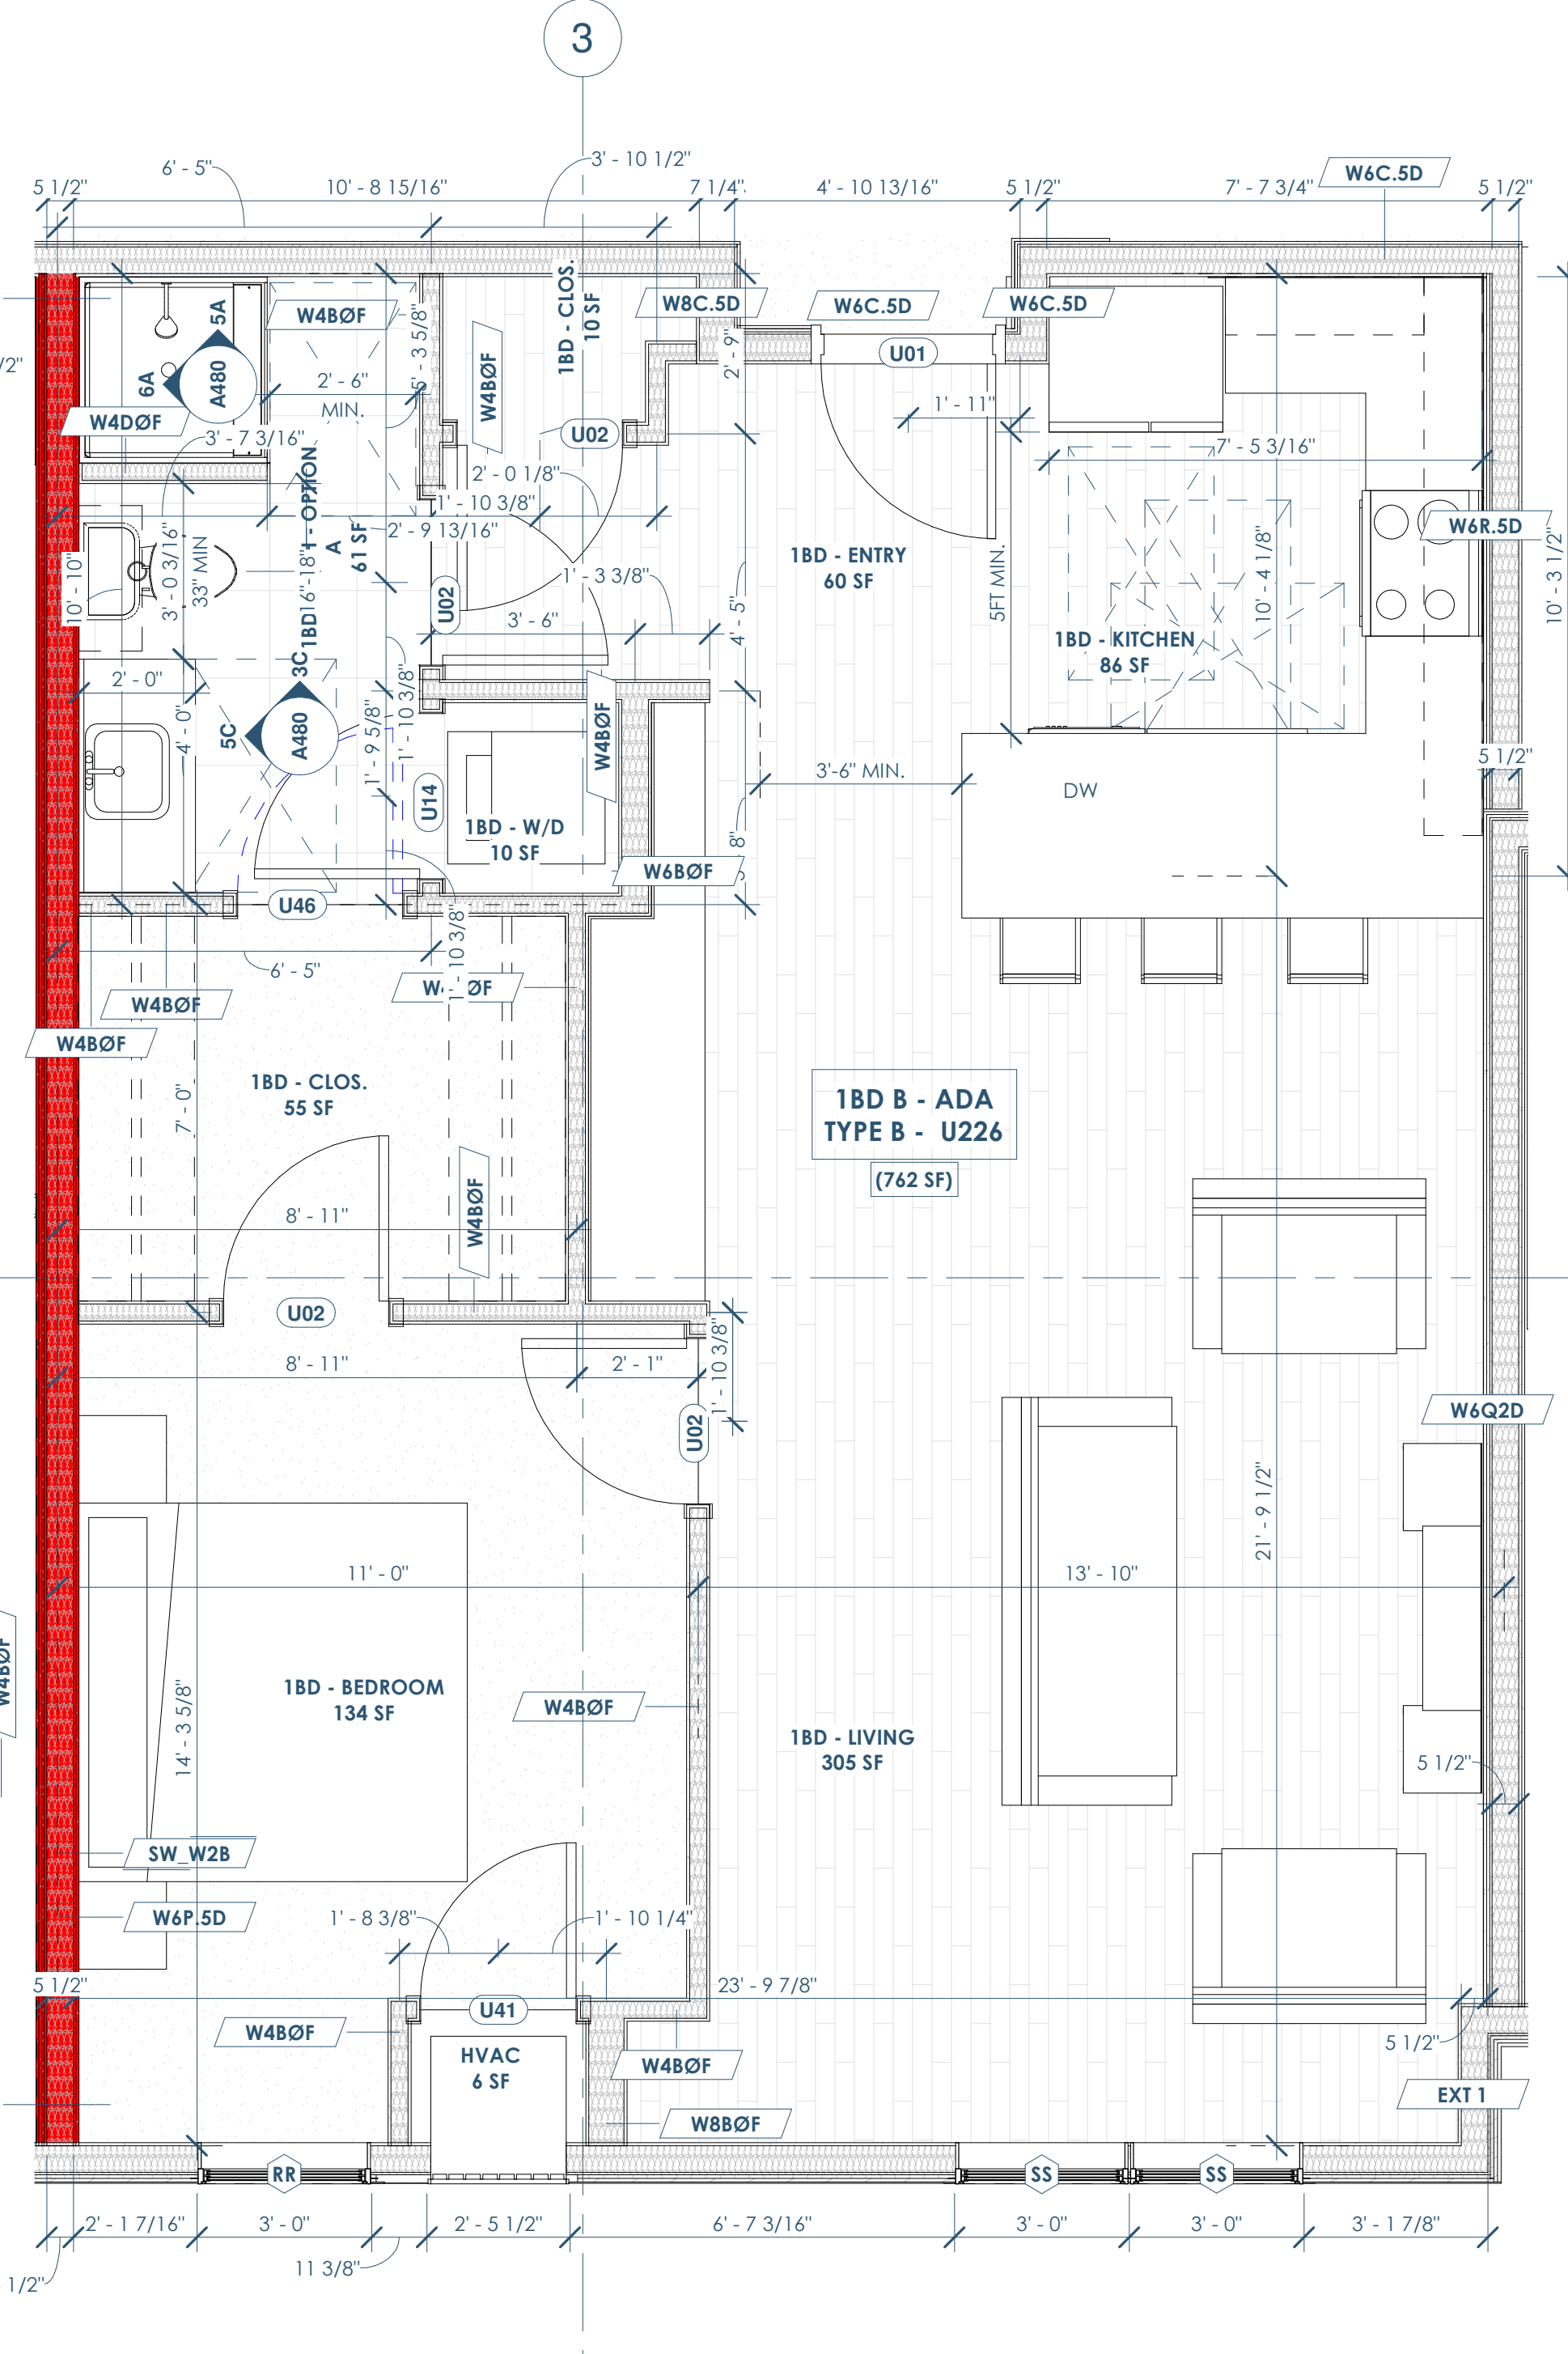 3
6' - 5"
3' - 10 1/2"
W6C.5D
5 1/2"
10' - 8 15/16"
7 1/4"
4' - 10 13/16"
5 1/2"
7' - 7 3/4"
5 1/2"
1BD - CLOS.
10 SF
W4BØF
W8C.5D
W6C.5D
W6C.5D
5A
6A
A480
5' - 3 5/8"
W4BØF
2' - 9"
U01
/2"
2' - 6"
MIN.
1' - 11"
W4DØF
3' - 7 3/16"
U02
7' - 5 3/16"
2' - 0 1/8"
1' - 10 3/8"
2' - 9 13/16"
W6R.5D
1 - OPTION
A
61 SF
1BD
16"-18"
10' - 10"
3' - 0 3/16"
33" MIN
1BD - ENTRY
60 SF
5FT MIN.
10' - 4 1/8"
10' - 3 1/2"
1' - 3 3/8"
U02
3' - 6"
4' - 5"
1BD - KITCHEN
86 SF
2' - 0"
3C
5C
A480
4' - 0"
1' - 9 5/8"
1' - 10 3/8"
W4BØF
5 1/2"
3'-6" MIN.
DW
U14
1BD - W/D
10 SF
8"
W6BØF
U46
6' - 5"
1' - 10 3/8"
W4BØF
W4BØF
1BD - CLOS.
55 SF
7' - 0"
1BD B - ADA
TYPE B - U226
(762 SF)
W4BØF
8' - 11"
U02
8' - 11"
2' - 1"
1' - 10 3/8"
U02
W6Q2D
21' - 9 1/2"
11' - 0"
13' - 10"
W4BØF
1BD - BEDROOM
134 SF
14' - 3 5/8"
W4BØF
1BD - LIVING
305 SF
5 1/2"
SW_W2B
W6P.5D
1' - 8 3/8"
1' - 10 1/4"
5 1/2"
23' - 9 7/8"
U41
W4BØF
HVAC
6 SF
W4BØF
5 1/2"
EXT 1
W8BØF
RR
SS
SS
2' - 1 7/16"
3' - 0"
2' - 5 1/2"
6' - 7 3/16"
3' - 0"
3' - 0"
3' - 1 7/8"
11 3/8"
1/2"